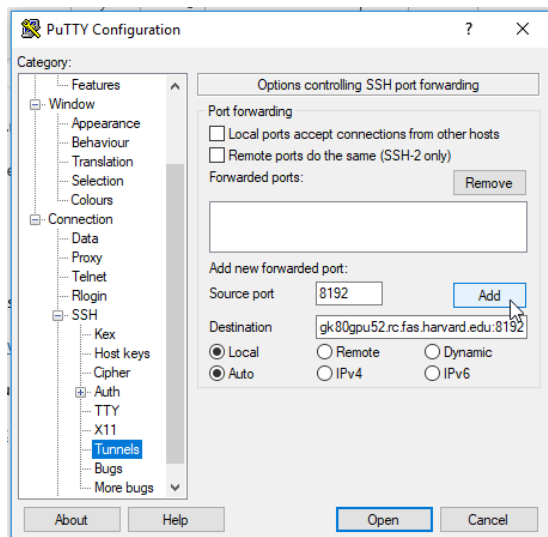 PuTTY Configuration
?
Category:
Features
Window
Appearance
Behaviour
Translation
Selection
Colours
Connection
Data
Proxy
Telnet
Rlogin
SSH
Kex
Host keys
Cipher
Auth
TTY
X11
Tunnels
Bugs
More bugs
Options controlling SSH port forwarding
Port forwarding
Local ports accept connections from other hosts
Remote ports do the same (SSH-2 only)
Forwarded ports:
Remove
Add new forwarded port:
Source port 8192 Add
Destination gk80gpu52.rc.fas.harvard.edu:8192
Local Remote Dynamic
Auto IPv4 IPv6
About Help Open Cancel